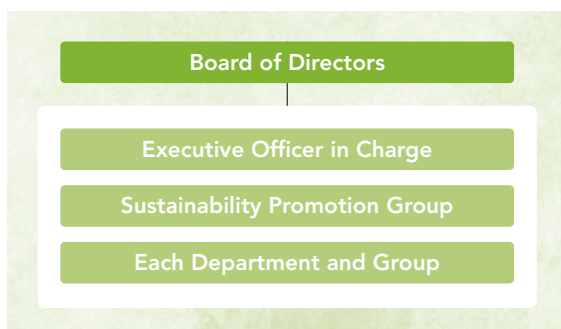 Board of Directors
Executive Officer in Charge
Sustainability Promotion Group
Each Department and Group